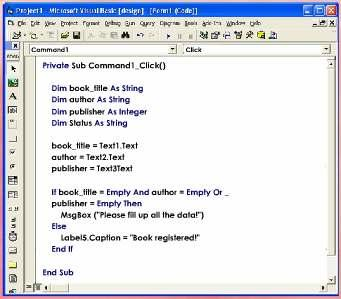 Project1 - Microsoft Visual Basic [design] - [Form1 (Code)]
File Edit View Project Format Debug Run Query Diagram Tools Add-Ins Window Help
Command1 Click
Private Sub Command1_Click()
Dim book_title As String
Dim author As String
Dim publisher As Integer
Dim Status As String
book_title = Text1.Text
author = Text2.Text
publisher = Text3Text
If book_title = Empty And author = Empty Or _
publisher = Empty Then
MsgBox ("Please fill up all the data!")
Else
Label5.Caption = "Book registered!"
End If
End Sub